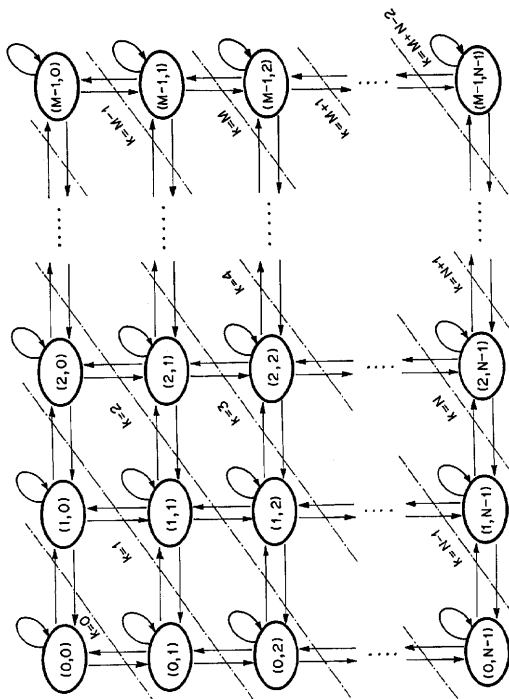 (0,0) (1,0) (2,0) ..... (M-1,0)
k=0 k=1 k=2 k=M-1
(0,1) (1,1) (2,1) ..... (M-1,1)
k=3 k=M
(0,2) (1,2) (2,2) ..... (M-1,2)
k=4 k=M+1
.... .... .... ....
k=N-1 k=N k=N+1 k=M+N-2
(0,N-1) (1,N-1) (2,N-1) ..... (M-1,N-1)